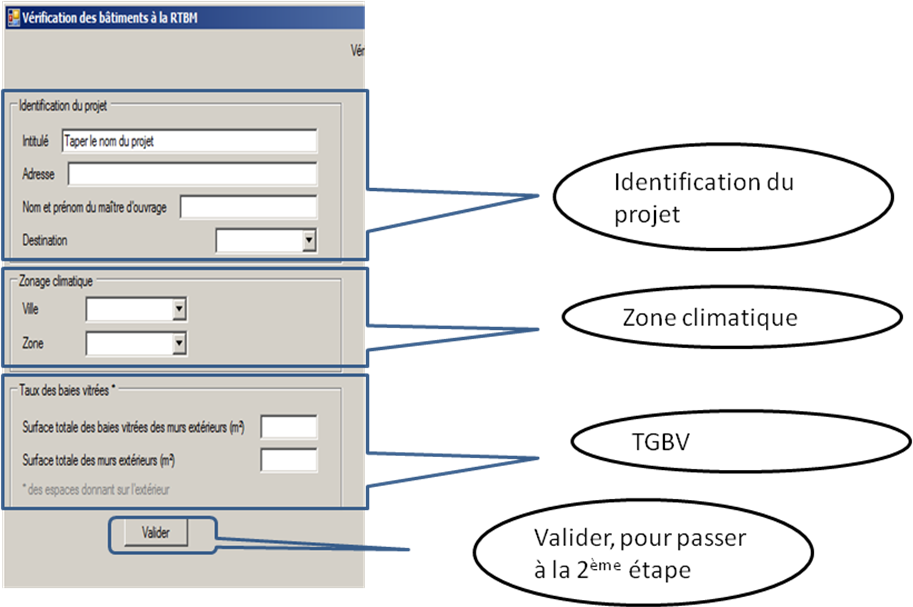 Vérification des bâtiments à la RTBM
Vér
Identification du projet
Intitulé Taper le nom du projet
Adresse
Nom et prénom du maître d'ouvrage
Destination
Identification du
projet
Zonage climatique
Ville
Zone
Zone climatique
Taux des baies vitrées *
Surface totale des baies vitrées des murs extérieurs (m²)
Surface totale des murs extérieurs (m²)
* des espaces donnant sur l'extérieur
TGBV
Valider
Valider, pour passer
à la 2ème étape